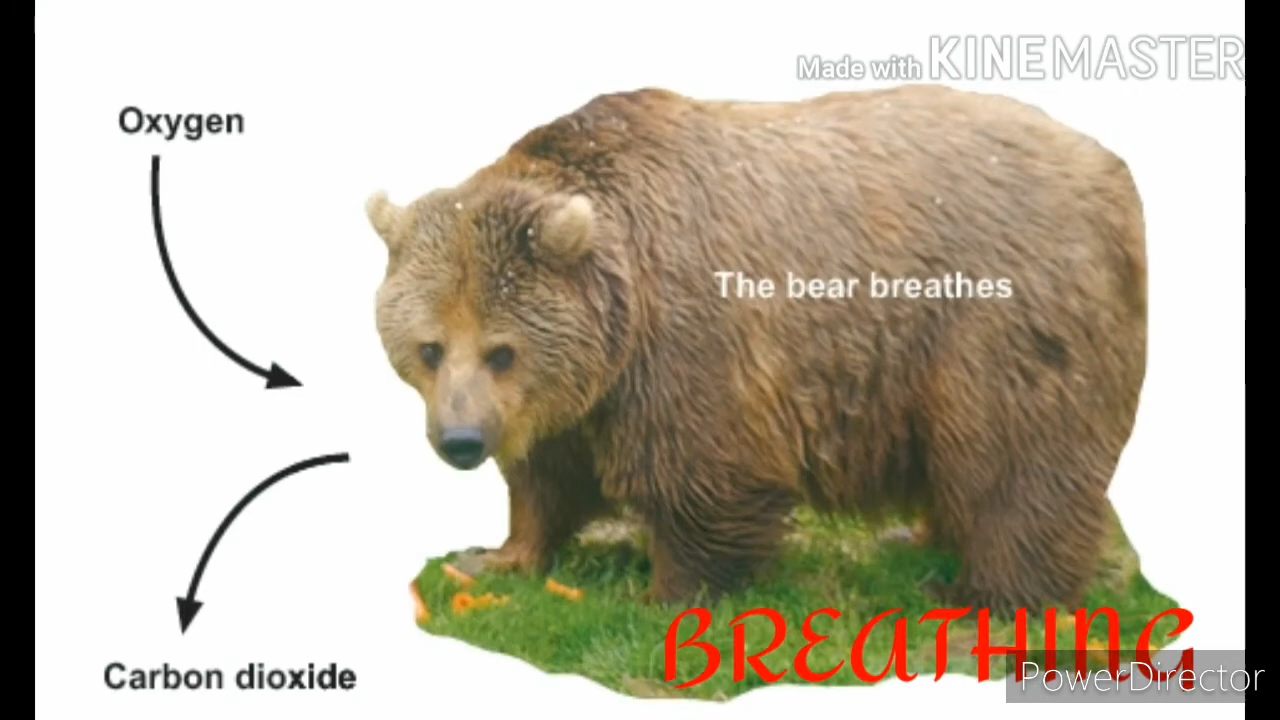 Made with KINEMASTER
Oxygen
The bear breathes
BREATHING
PowerDirector
Carbon dioxide